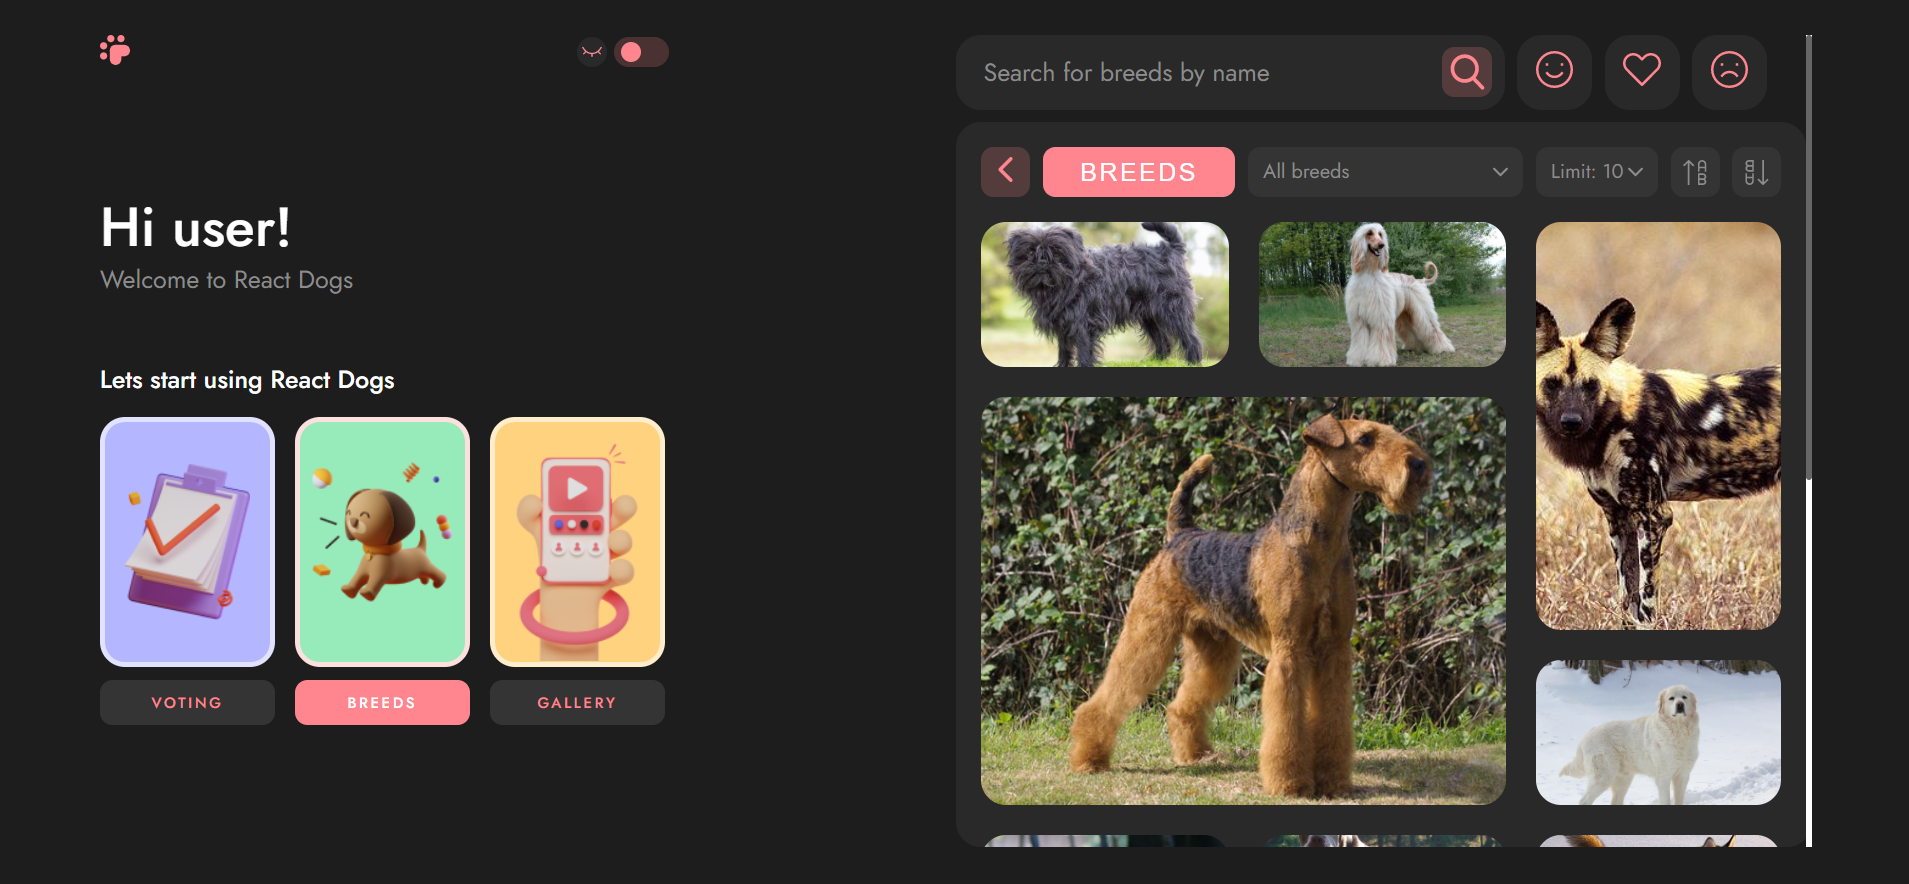 Hi user!
Welcome to React Dogs
Lets start using React Dogs
VOTING
BREEDS
GALLERY
Search for breeds by name
BREEDS
All breeds
Limit: 10
A
B
B
A